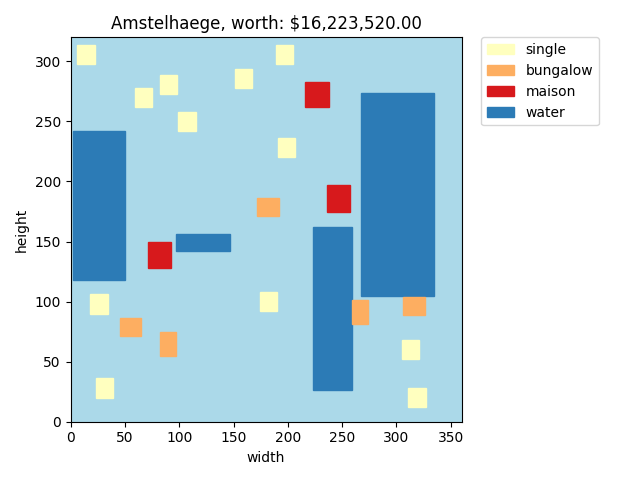 Amstelhaege, worth: $16,223,520.00
single
bungalow
maison
water
300
250
200
150
100
50
0
height
0 50 100 150 200 250 300 350
width